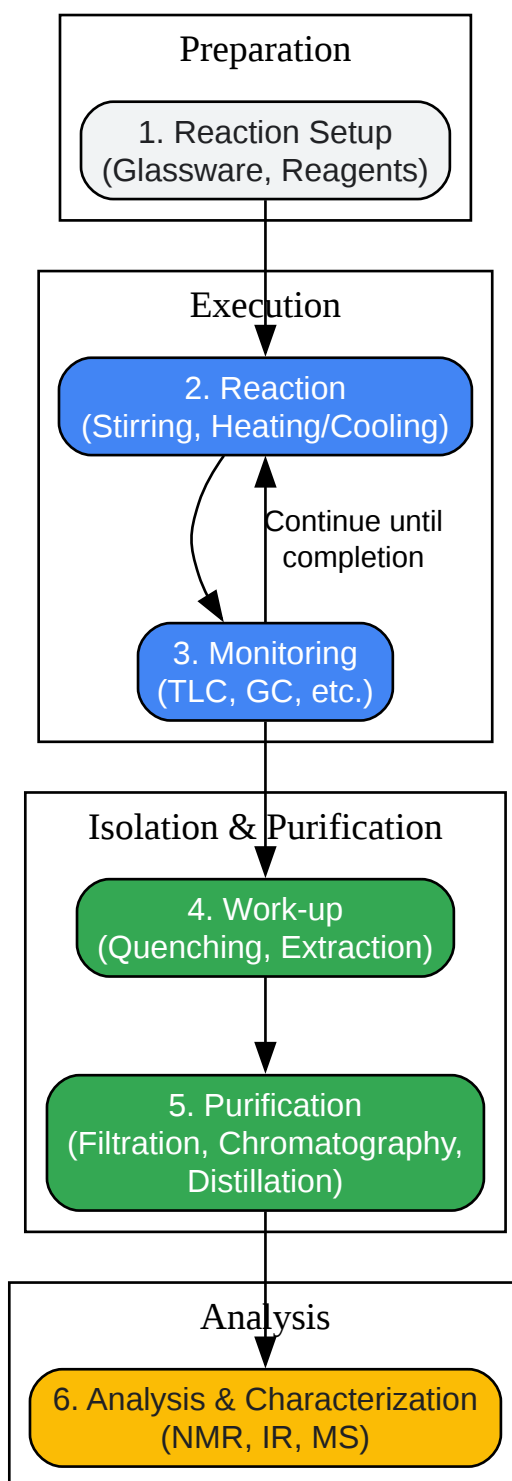 Preparation
1. Reaction Setup
(Glassware, Reagents)
Execution
2. Reaction
(Stirring, Heating/Cooling)
Continue until
completion
3. Monitoring
(TLC, GC, etc.)
Isolation & Purification
4. Work-up
(Quenching, Extraction)
5. Purification
(Filtration, Chromatography,
Distillation)
Analysis
6. Analysis & Characterization
(NMR, IR, MS)